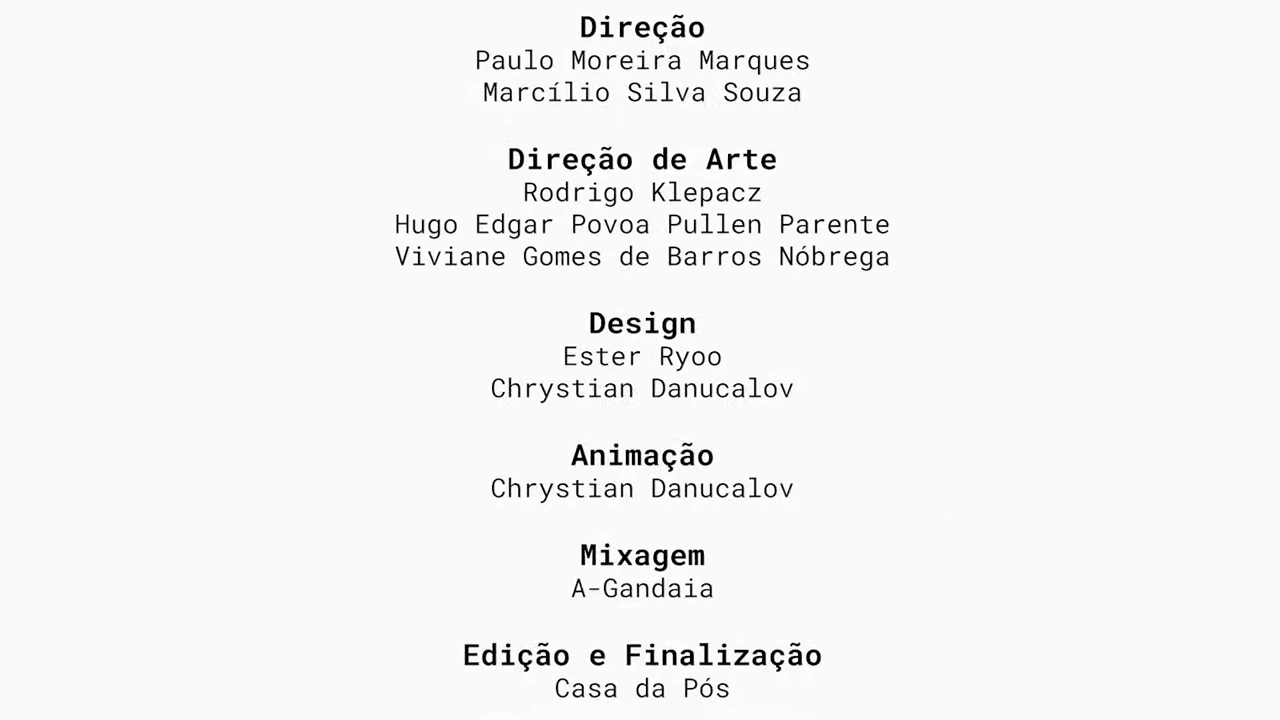 Direção
Paulo Moreira Marques
Marcílio Silva Souza
Direção de Arte
Rodrigo Klepacz
Hugo Edgar Povoa Pullen Parente
Viviane Gomes de Barros Nóbrega
Design
Ester Ryoo
Chrystian Danucalov
Animação
Chrystian Danucalov
Mixagem
A-Gandaia
Edição e Finalização
Casa da Pós